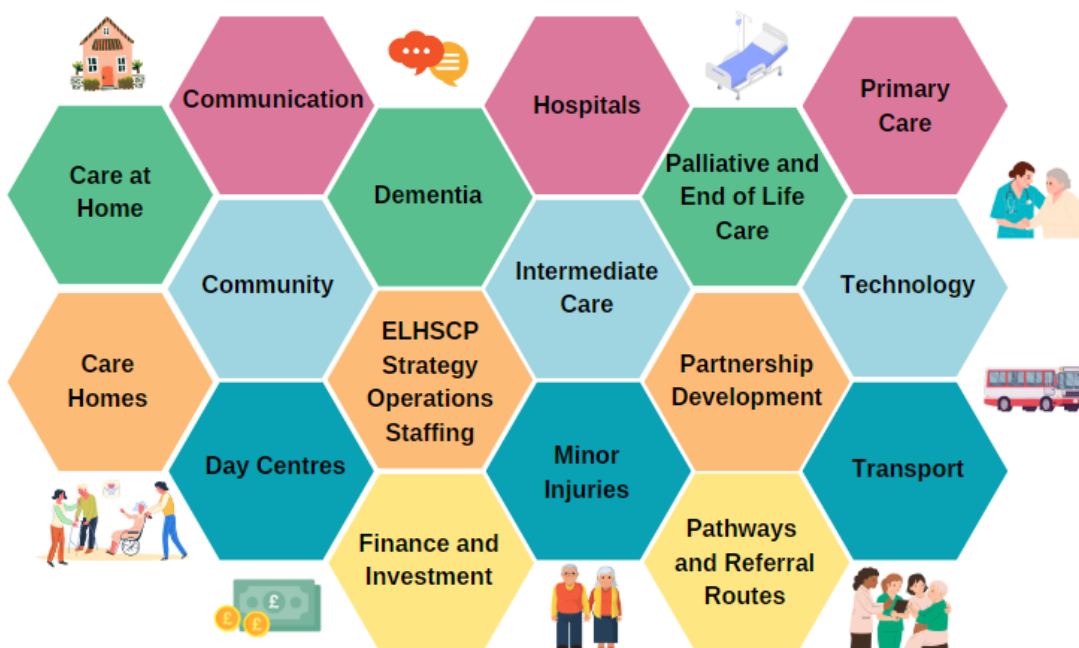 Communication
Hospitals
Primary
Care
Care at
Home
Dementia
Palliative and
End of Life
Care
Community
Intermediate
Care
Technology
Care
Homes
ELHSCP
Strategy
Operations
Staffing
Partnership
Development
Day Centres
Minor
Injuries
Transport
Finance and
Investment
Pathways
and Referral
Routes
£
£
£